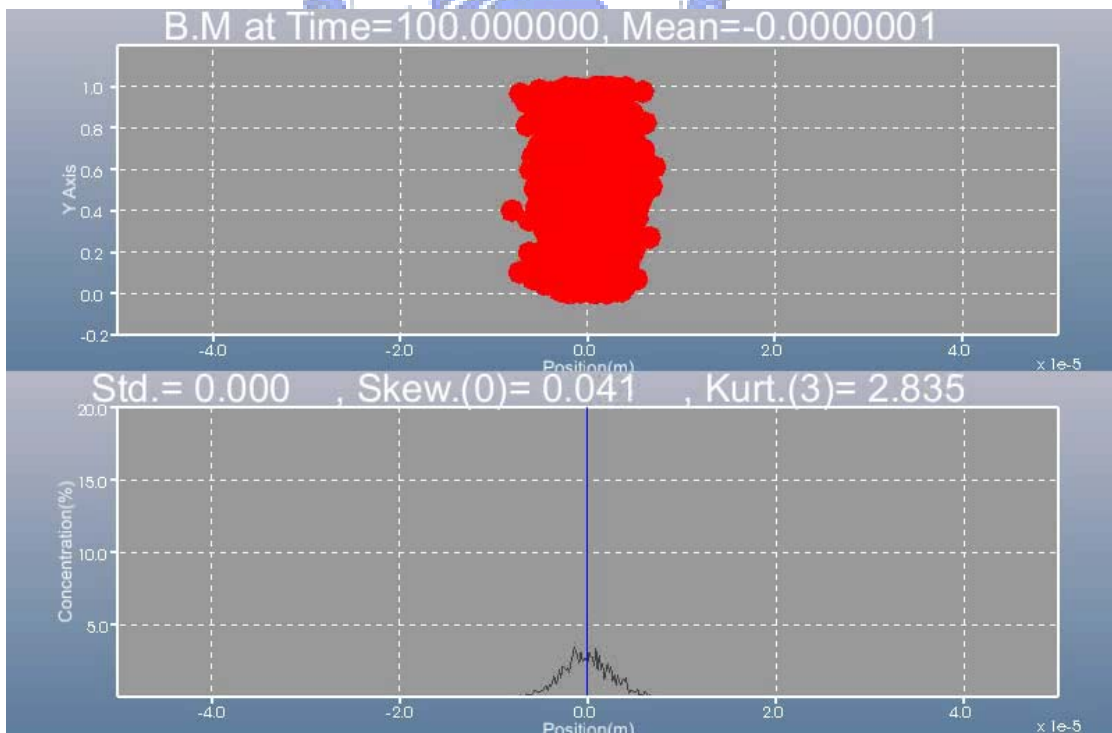 B.M at Time=100.000000, Mean=-0.0000001
1.0
0.8
0.6
0.4
0.2
0.0
-0.2
Y Axis
-4.0 -2.0 0.0 2.0 4.0
Position(m)
x 1e-5
Std.= 0.000 , Skew.(0)= 0.041 , Kurt.(3)= 2.835
20.0
15.0
10.0
5.0
Concentration(%)
-4.0 -2.0 0.0 2.0 4.0
Position(m)
x 1e-5